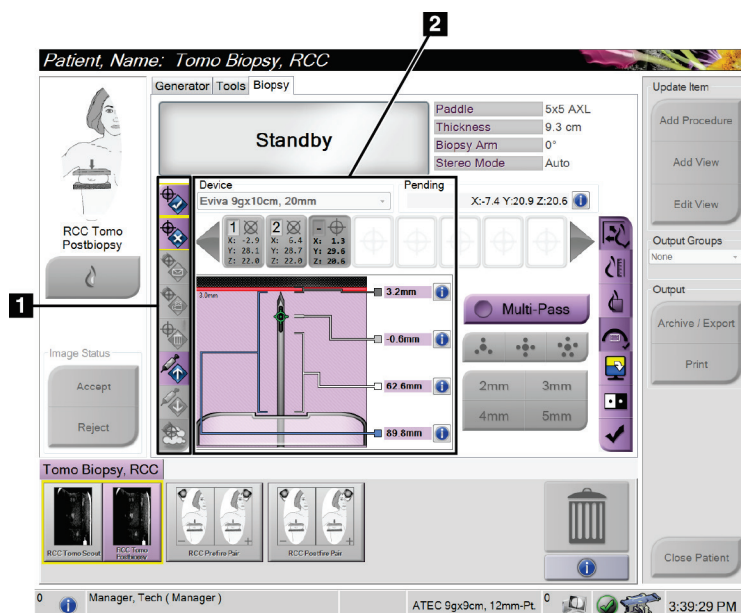 2
Patient, Name: Tomo Biopsy, RCC
Generator Tools Biopsy
Update Item
Standby
Paddle 5x5 AXL
Thickness 9.3 cm
Biopsy Arm 0°
Stereo Mode Auto
Add Procedure
Add View
Edit View
Device Pending
Eviva 9gx10cm, 20mm
X:-7.4 Y:20.9 Z:20.6
RCC Tomo
Postbiopsy
1 2 -
X: -2.9 X: 6.4 X: 1.3
Y: 28.1 Y: 28.7 Y: 29.6
Z: 22.0 Z: 22.0 Z: 20.6
Output Groups
None
1
3.0mm
3.2mm
-0.6mm
62.6mm
89.8mm
Multi-Pass
2mm 3mm
4mm 5mm
Output
Archive / Export
Print
Image Status
Accept
Reject
Tomo Biopsy, RCC
RCC Tomo Scout
RCC Tomo
Postbiopsy
RCC Prefire Pair
RCC Postfire Pair
Close Patient
0 Manager, Tech ( Manager )
ATEC 9gx9cm, 12mm-Pt.
0
3:39:29 PM